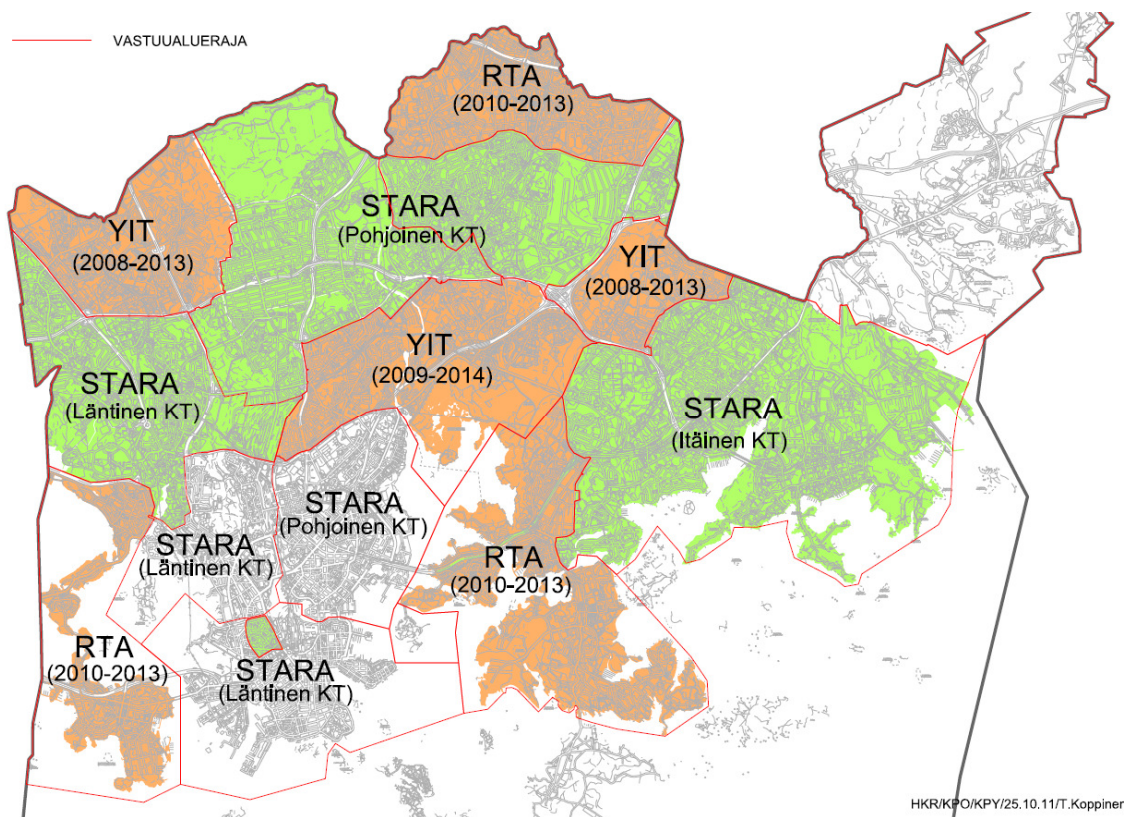 VASTUUALUERAJA
RTA
(2010-2013)
STARA
(Pohjoinen KT)
YIT
(2008-2013)
YIT
(2008-2013)
YIT
(2009-2014)
STARA
(Läntinen KT)
STARA
(Itäinen KT)
STARA
(Pohjoinen KT)
STARA
(Läntinen KT)
RTA
(2010-2013)
RTA
(2010-2013)
STARA
(Läntinen KT)
HKR/KPO/KPY/25.10.11/T.Koppinen